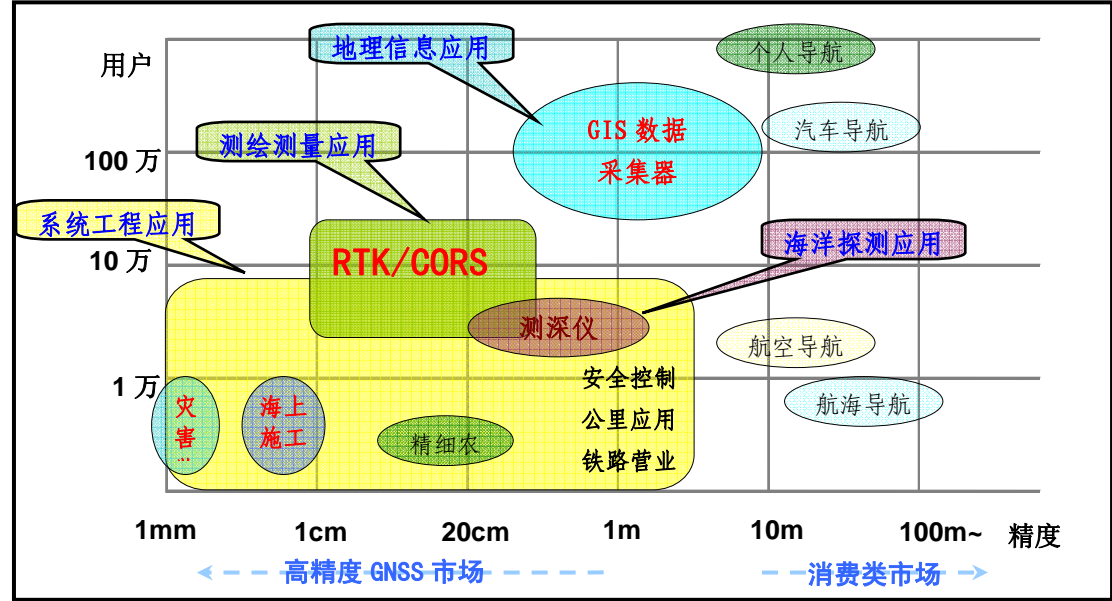 地理信息应用
个人导航
用户
GIS 数据
采集器
汽车导航
测绘测量应用
100 万
系统工程应用
海洋探测应用
10 万
RTK/CORS
测深仪
航空导航
1 万
安全控制
灾
害
…
海上
施工
公里应用
航海导航
精细农
铁路营业
1mm
1cm
20cm
1m
10m
100m~
精度
高精度 GNSS 市场
消费类市场